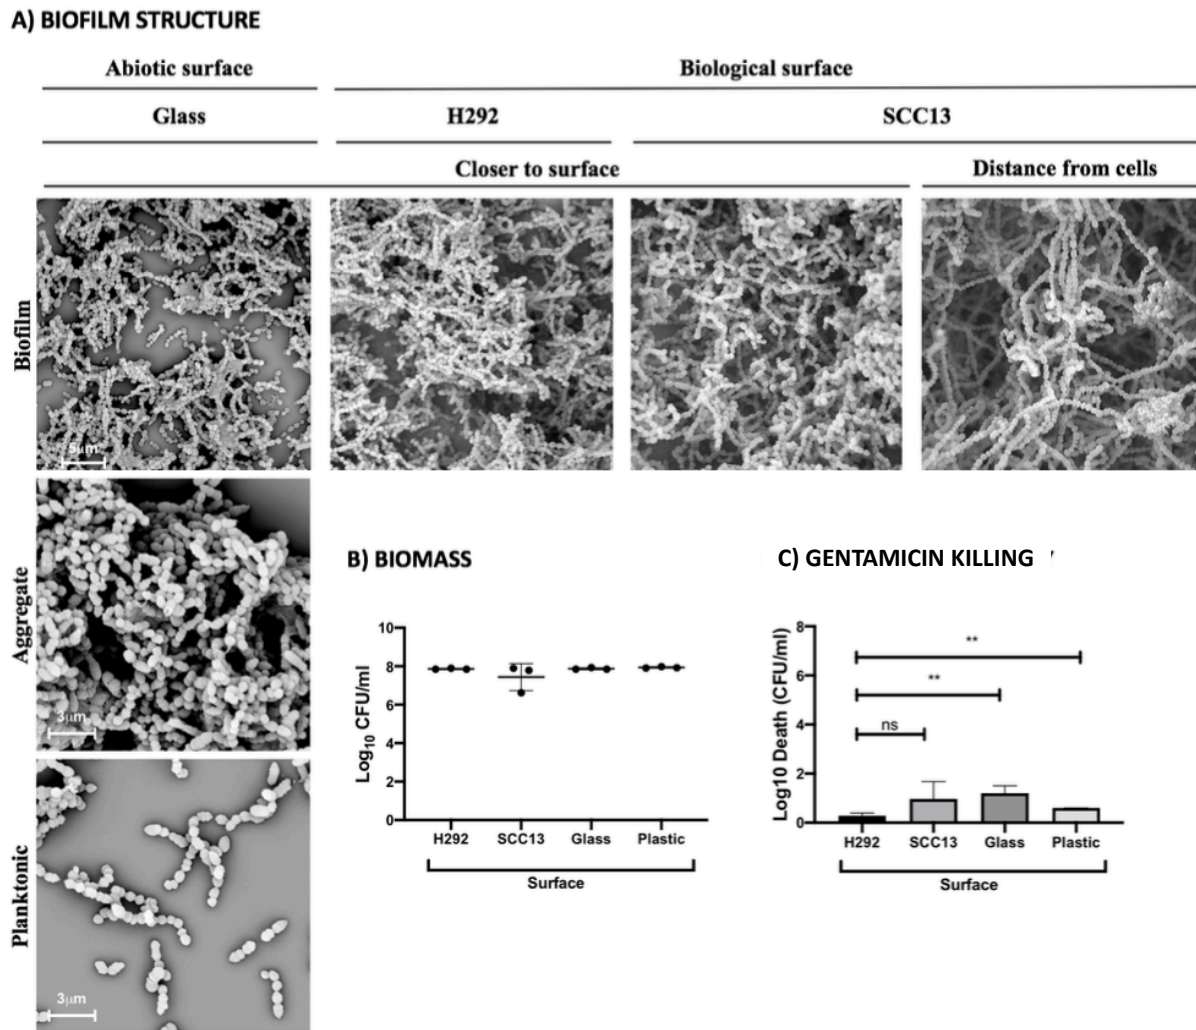 A) BIOFILM STRUCTURE
Abiotic surface
Biological surface
Glass
H292
SCC13
Closer to surface
Distance from cells
Biofilm
5μm
Aggregate
3μm
Planktonic
3μm
B) BIOMASS
Log10 CFU/ml
10
8
6
4
2
0
H292 SCC13 Glass Plastic
Surface
C) GENTAMICIN KILLING
Log10 Death (CFU/ml)
8
6
4
2
0
**
**
ns
H292 SCC13 Glass Plastic
Surface